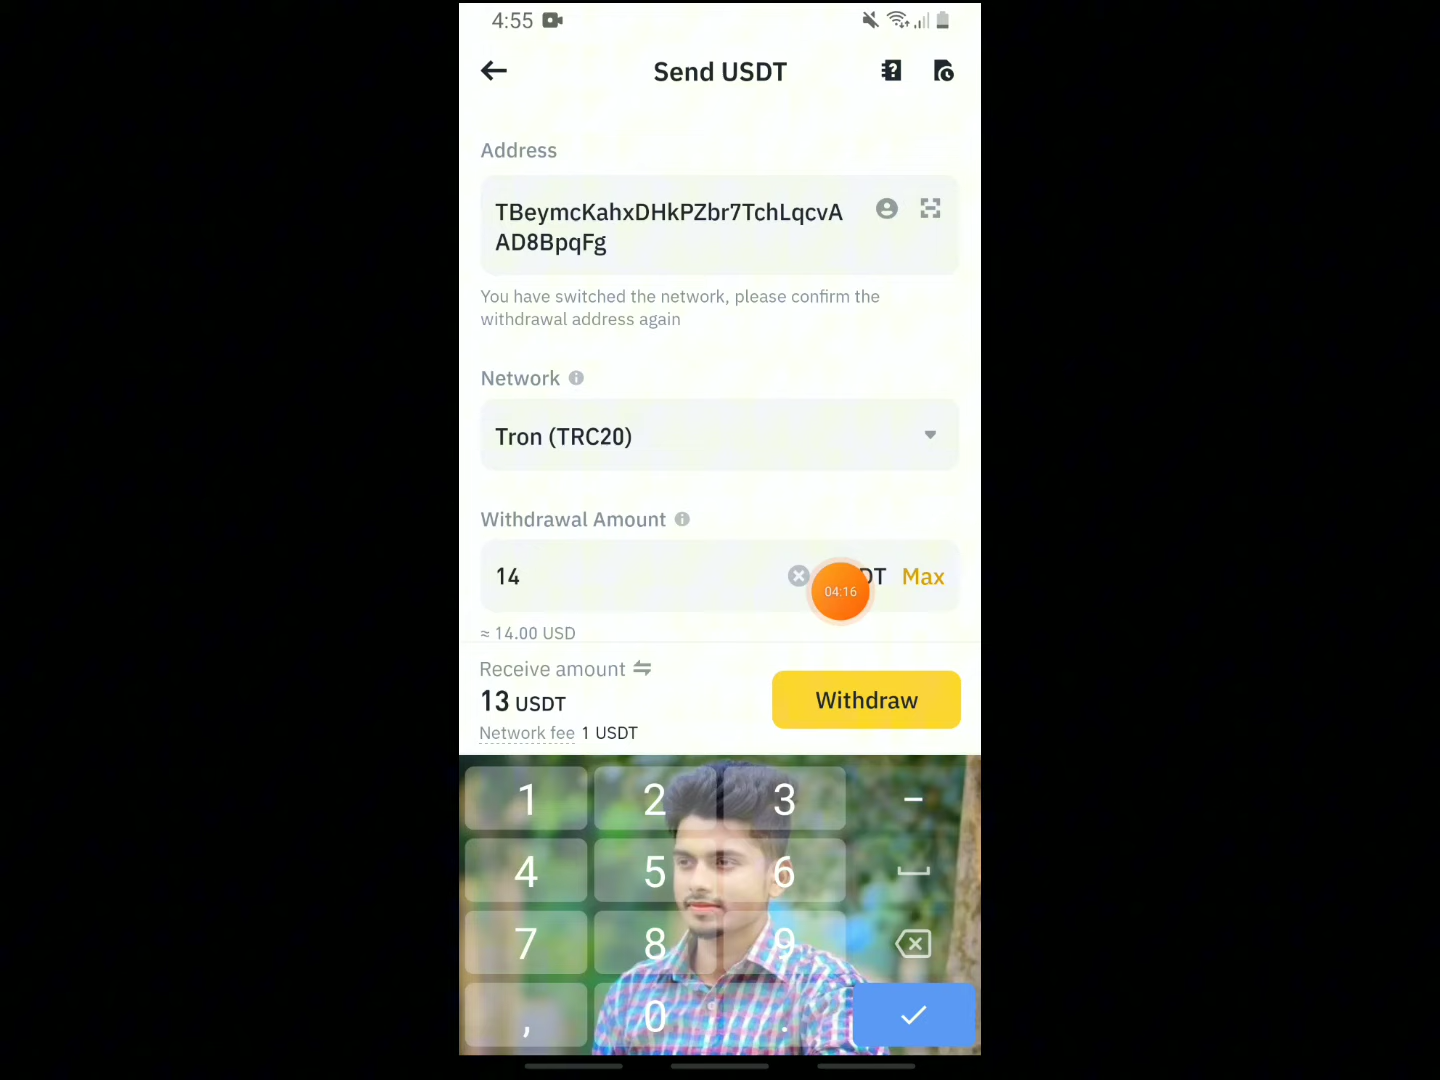 4:55
Send USDT
Address
TBeymcKahxDHkPZbr7TchLqcvA
AD8BpqFg
You have switched the network, please confirm the
withdrawal address again
Network
Tron (TRC20)
Withdrawal Amount
14
DT Max
04:16
≈ 14.00 USD
Receive amount
13 USDT
Withdraw
Network fee 1 USDT
1 2 3 –
4 5 6
7 8 9
, 0 .